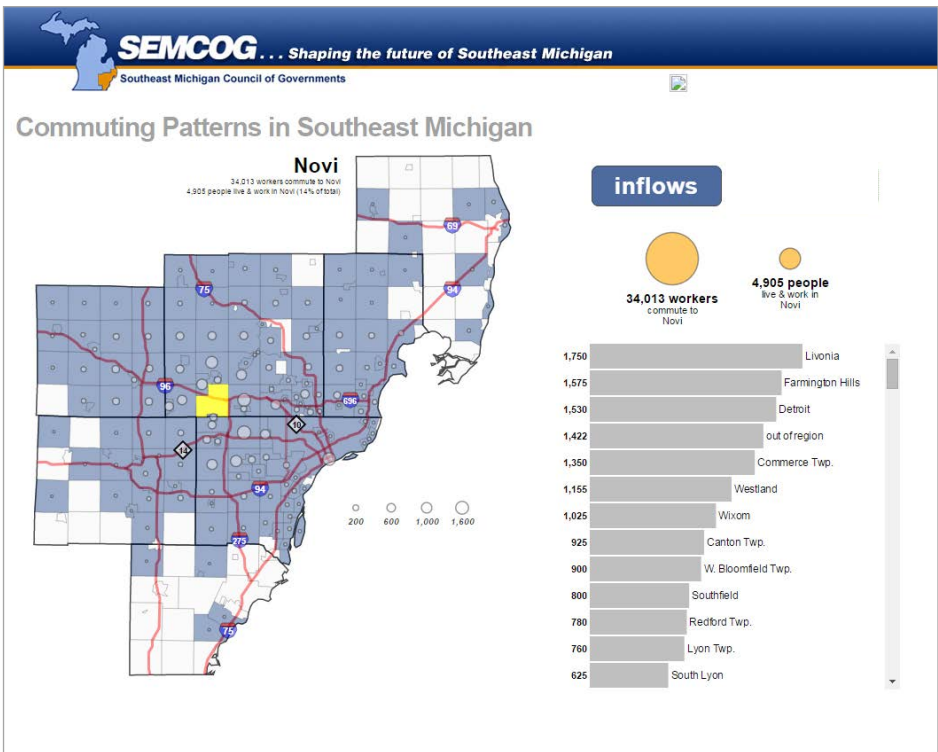 SEMCOG... Shaping the future of Southeast Michigan
Southeast Michigan Council of Governments
Commuting Patterns in Southeast Michigan
Novi
34,013 workers commute to Novi
4,905 people live & work in Novi (14% of total)
69
75
94
96
696
10
14
94
275
75
200
600
1,000
1,600
inflows
34,013 workers
commute to
Novi
4,905 people
live & work in
Novi
1,750 Livonia
1,575 Farmington Hills
1,530 Detroit
1,422 out of region
1,350 Commerce Twp.
1,155 Westland
1,025 Wixom
925 Canton Twp.
900 W. Bloomfield Twp.
800 Southfield
780 Redford Twp.
760 Lyon Twp.
625 South Lyon